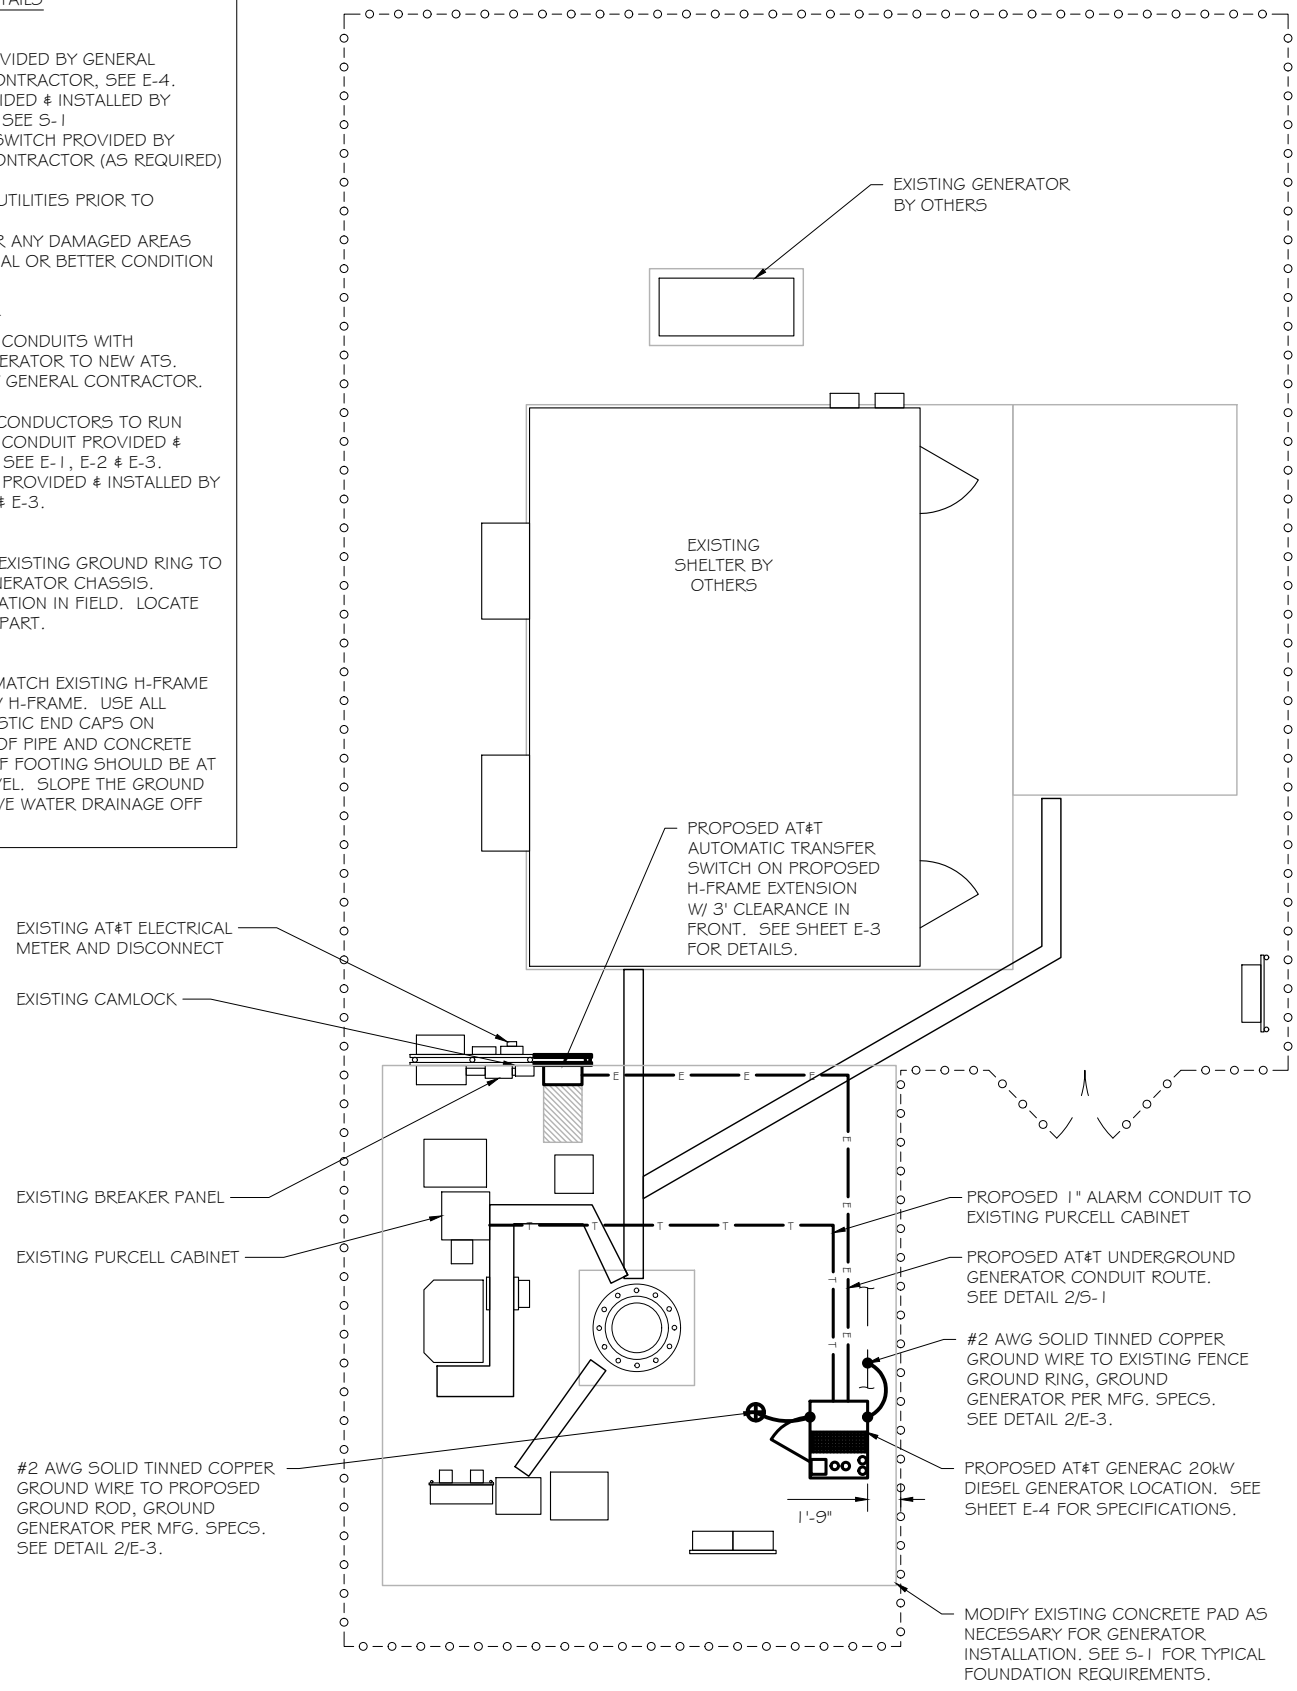 VIDED BY GENERAL
ONTRACTOR, SEE E-4.
IDED & INSTALLED BY
SEE S-1
SWITCH PROVIDED BY
ONTRACTOR (AS REQUIRED)
UTILITIES PRIOR TO
R ANY DAMAGED AREAS
AL OR BETTER CONDITION
CONDUITS WITH
ERATOR TO NEW ATS.
GENERAL CONTRACTOR.
CONDUCTORS TO RUN
CONDUIT PROVIDED &
SEE E-1, E-2 & E-3.
PROVIDED & INSTALLED BY
& E-3.
EXISTING GROUND RING TO
NERATOR CHASSIS.
ATION IN FIELD. LOCATE
PART.
MATCH EXISTING H-FRAME
H-FRAME. USE ALL
STIC END CAPS ON
OF PIPE AND CONCRETE
F FOOTING SHOULD BE AT
VEL. SLOPE THE GROUND
VE WATER DRAINAGE OFF
EXISTING GENERATOR
BY OTHERS
EXISTING
SHELTER BY
OTHERS
PROPOSED AT&T
AUTOMATIC TRANSFER
SWITCH ON PROPOSED
H-FRAME EXTENSION
W/ 3' CLEARANCE IN
FRONT. SEE SHEET E-3
FOR DETAILS.
EXISTING AT&T ELECTRICAL
METER AND DISCONNECT
EXISTING CAMLOCK
E E E E
E
E
E
E
EXISTING BREAKER PANEL
EXISTING PURCELL CABINET
T T T T
T
T
PROPOSED 1" ALARM CONDUIT TO
EXISTING PURCELL CABINET
PROPOSED AT&T UNDERGROUND
GENERATOR CONDUIT ROUTE.
SEE DETAIL 2/S-1
#2 AWG SOLID TINNED COPPER
GROUND WIRE TO EXISTING FENCE
GROUND RING, GROUND
GENERATOR PER MFG. SPECS.
SEE DETAIL 2/E-3.
#2 AWG SOLID TINNED COPPER
GROUND WIRE TO PROPOSED
GROUND ROD, GROUND
GENERATOR PER MFG. SPECS.
SEE DETAIL 2/E-3.
PROPOSED AT&T GENERAC 20kW
DIESEL GENERATOR LOCATION. SEE
SHEET E-4 FOR SPECIFICATIONS.
1'-9"
MODIFY EXISTING CONCRETE PAD AS
NECESSARY FOR GENERATOR
INSTALLATION. SEE S-1 FOR TYPICAL
FOUNDATION REQUIREMENTS.